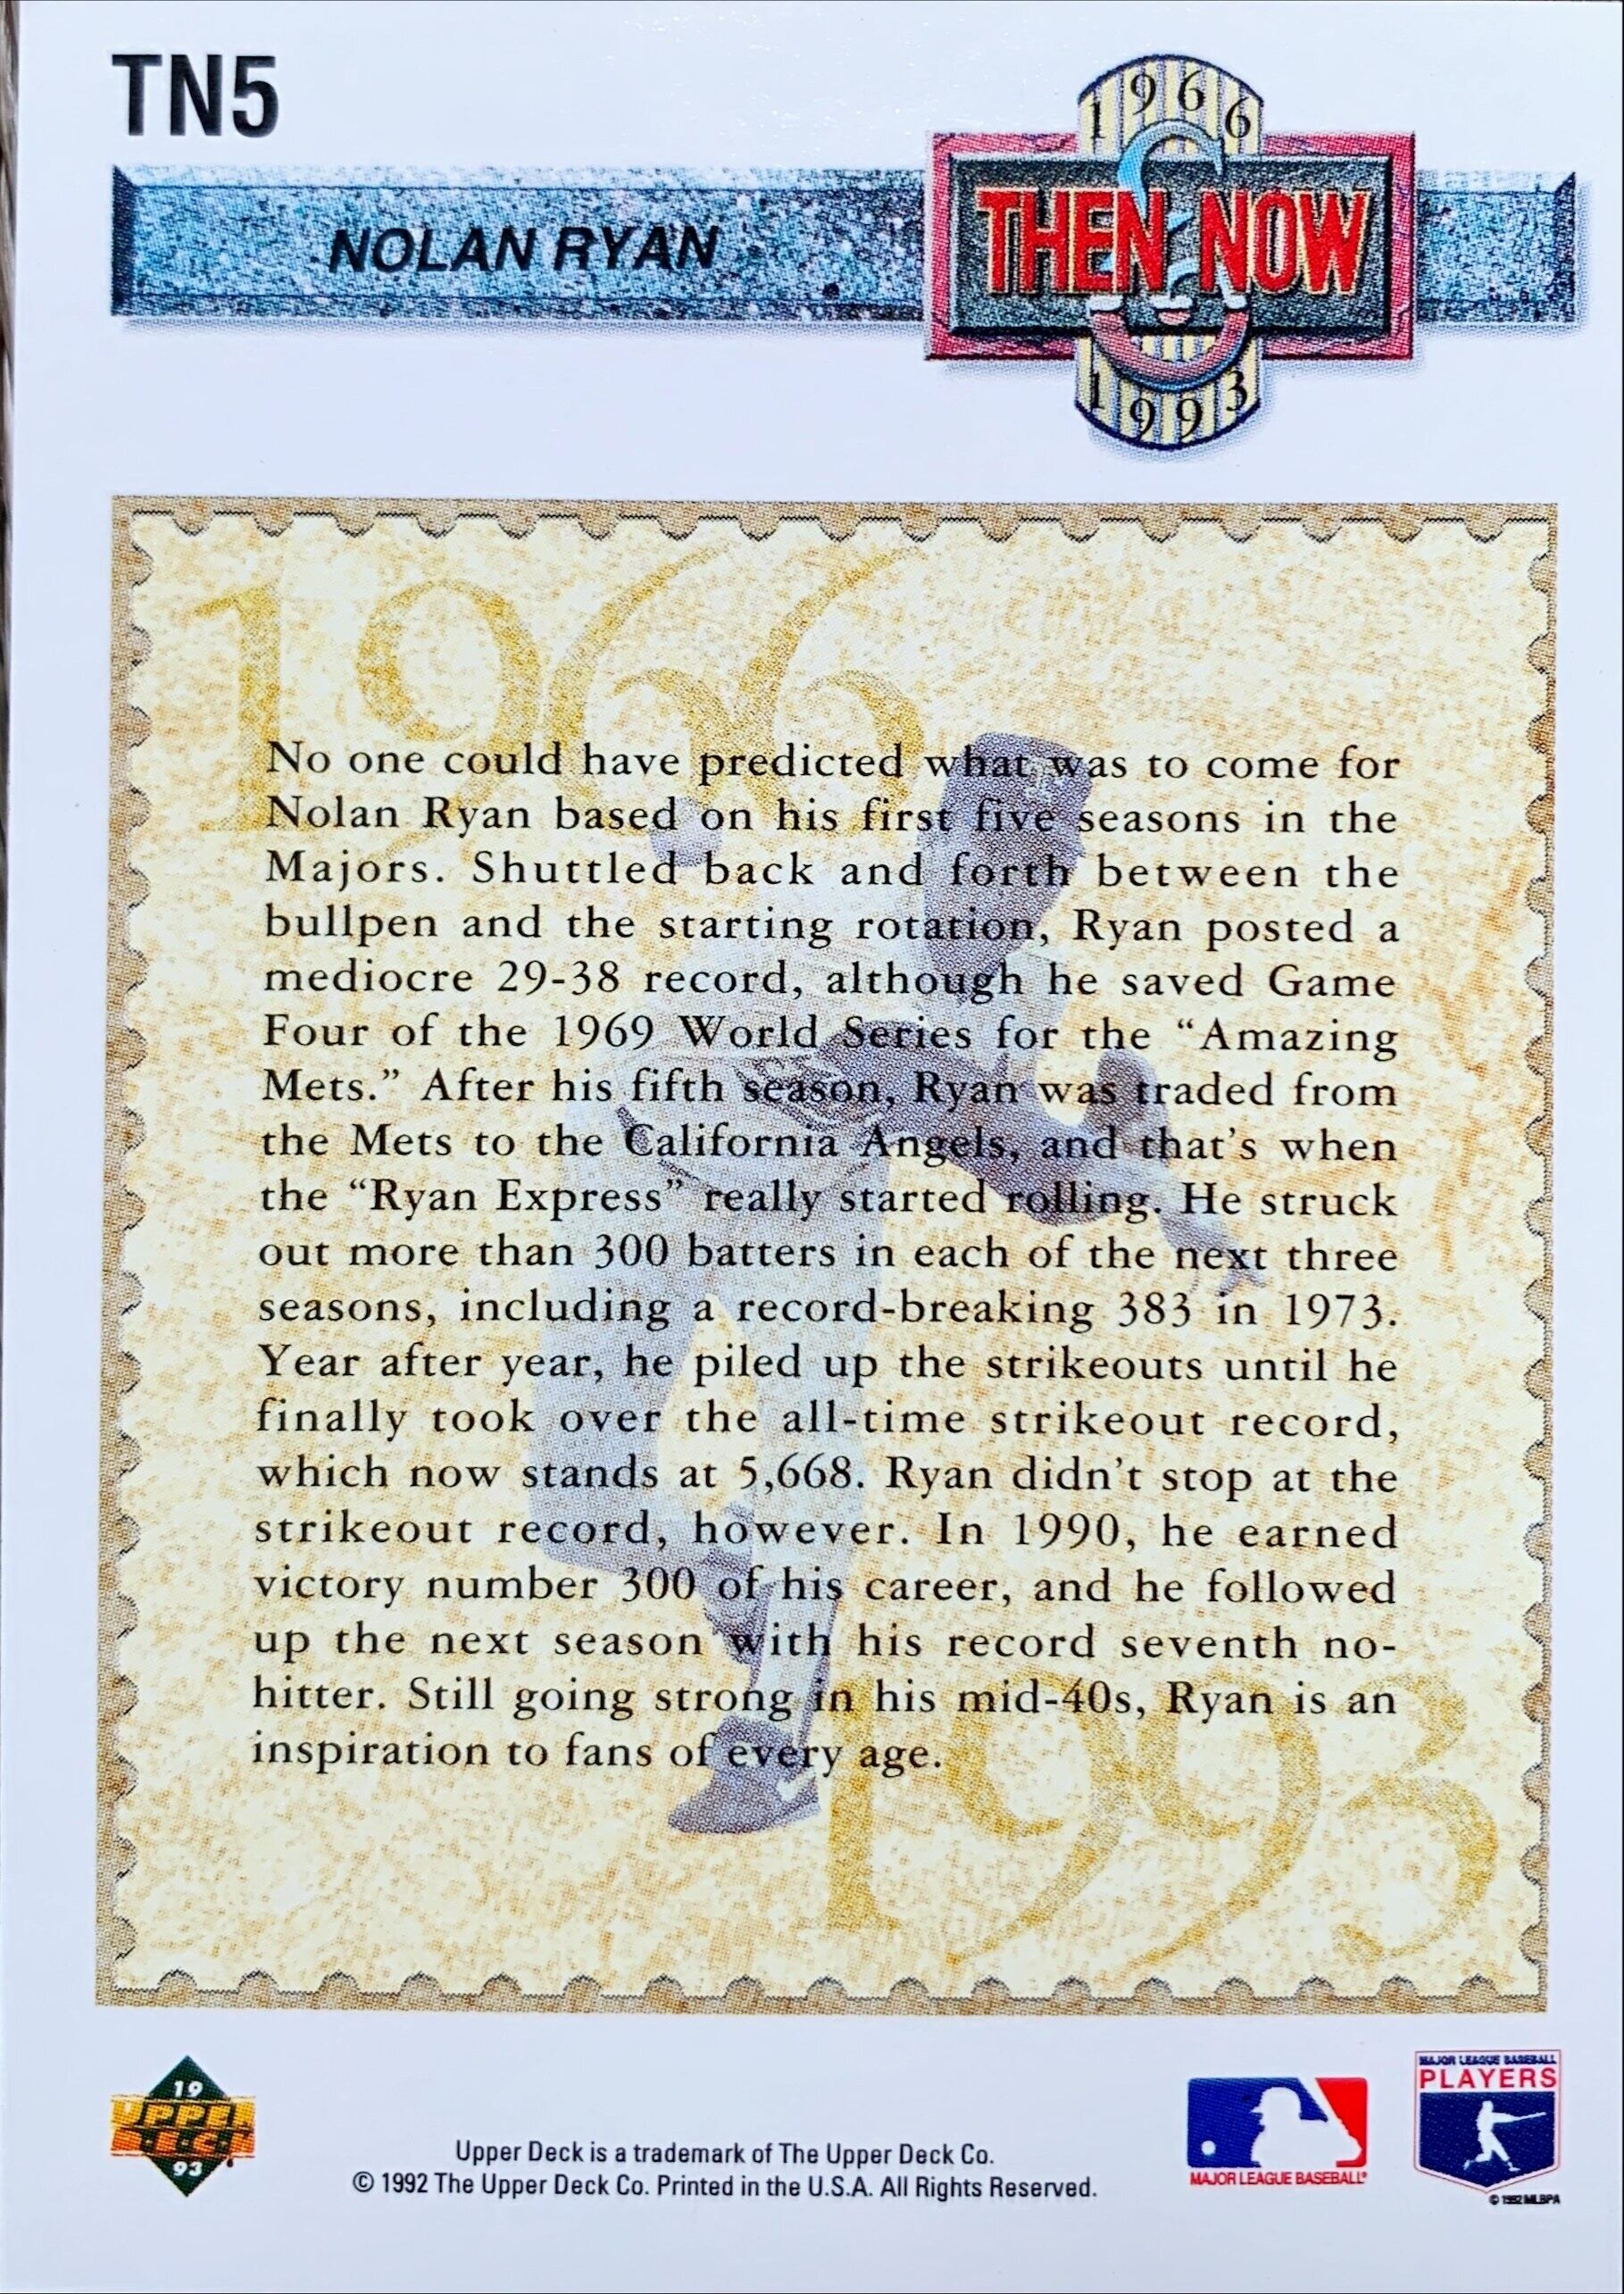 TN5
1966
NOLAN RYAN
THEN & NOW
1993
1966
No one could have predicted what was to come for
Nolan Ryan based on his first five seasons in the
Majors. Shuttled back and forth between the
bullpen and the starting rotation, Ryan posted a
mediocre 29-38 record, although he saved Game
Four of the 1969 World Series for the “Amazing
Mets.” After his fifth season, Ryan was traded from
the Mets to the California Angels, and that's when
the “Ryan Express” really started rolling. He struck
out more than 300 batters in each of the next three
seasons, including a record-breaking 383 in 1973.
Year after year, he piled up the strikeouts until he
finally took over the all-time strikeout record,
which now stands at 5,668. Ryan didn't stop at the
strikeout record, however. In 1990, he earned
victory number 300 of his career, and he followed
up the next season with his record seventh no-
hitter. Still going strong in his mid-40s, Ryan is an
inspiration to fans of every age.
1993
19
UPPER
DECK
93
Upper Deck is a trademark of The Upper Deck Co.
© 1992 The Upper Deck Co. Printed in the U.S.A. All Rights Reserved.
MAJOR LEAGUE BASEBALL®
MAJOR LEAGUE BASEBALL
PLAYERS
© 1992 MLBPA